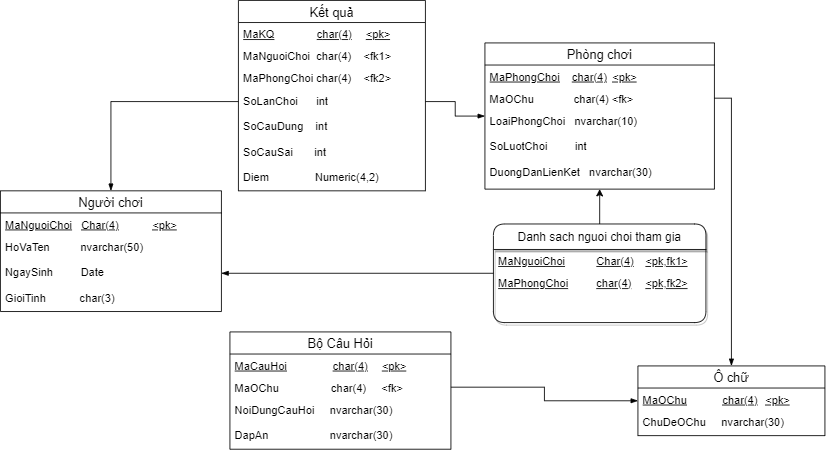 Kết quả
MaKQ char(4) <pk>
MaNguoiChoi char(4) <fk1>
MaPhongChoi char(4) <fk2>
SoLanChoi int
SoCauDung int
SoCauSai int
Diem Numeric(4,2)
Phòng chơi
MaPhongChoi char(4) <pk>
MaOChu char(4) <fk>
LoaiPhongChoi nvarchar(10)
SoLuotChoi int
DuongDanLienKet nvarchar(30)
Người chơi
MaNguoiChoi Char(4) <pk>
HoVaTen nvarchar(50)
NgaySinh Date
GioiTinh char(3)
Danh sach nguoi choi tham gia
MaNguoiChoi Char(4) <pk,fk1>
MaPhongChoi char(4) <pk,fk2>
Bộ Câu Hỏi
MaCauHoi char(4) <pk>
MaOChu char(4) <fk>
NoiDungCauHoi nvarchar(30)
DapAn nvarchar(30)
Ô chữ
MaOChu char(4) <pk>
ChuDeOChu nvarchar(30)